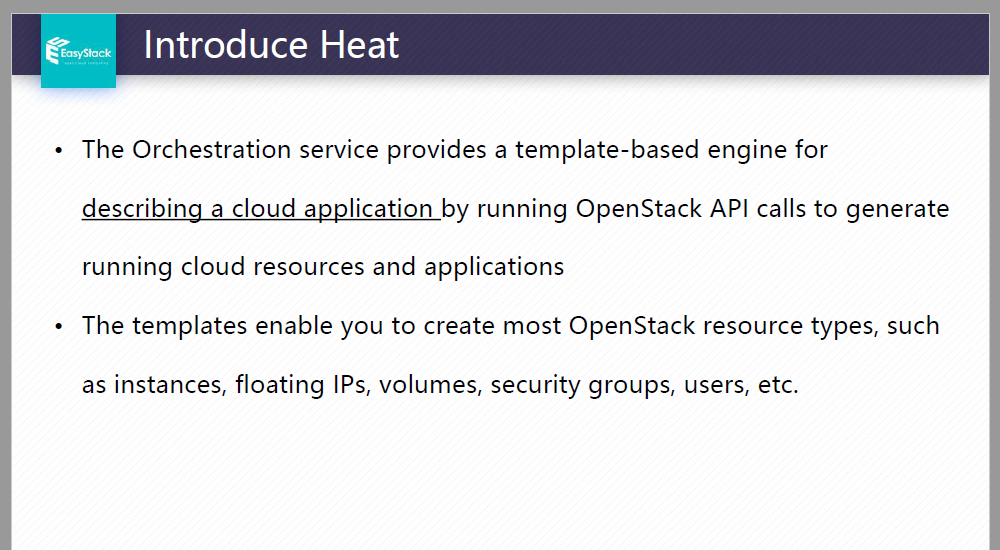 EasyStack
Introduce Heat
• The Orchestration service provides a template-based engine for
describing a cloud application by running OpenStack API calls to generate
running cloud resources and applications
• The templates enable you to create most OpenStack resource types, such
as instances, floating IPs, volumes, security groups, users, etc.